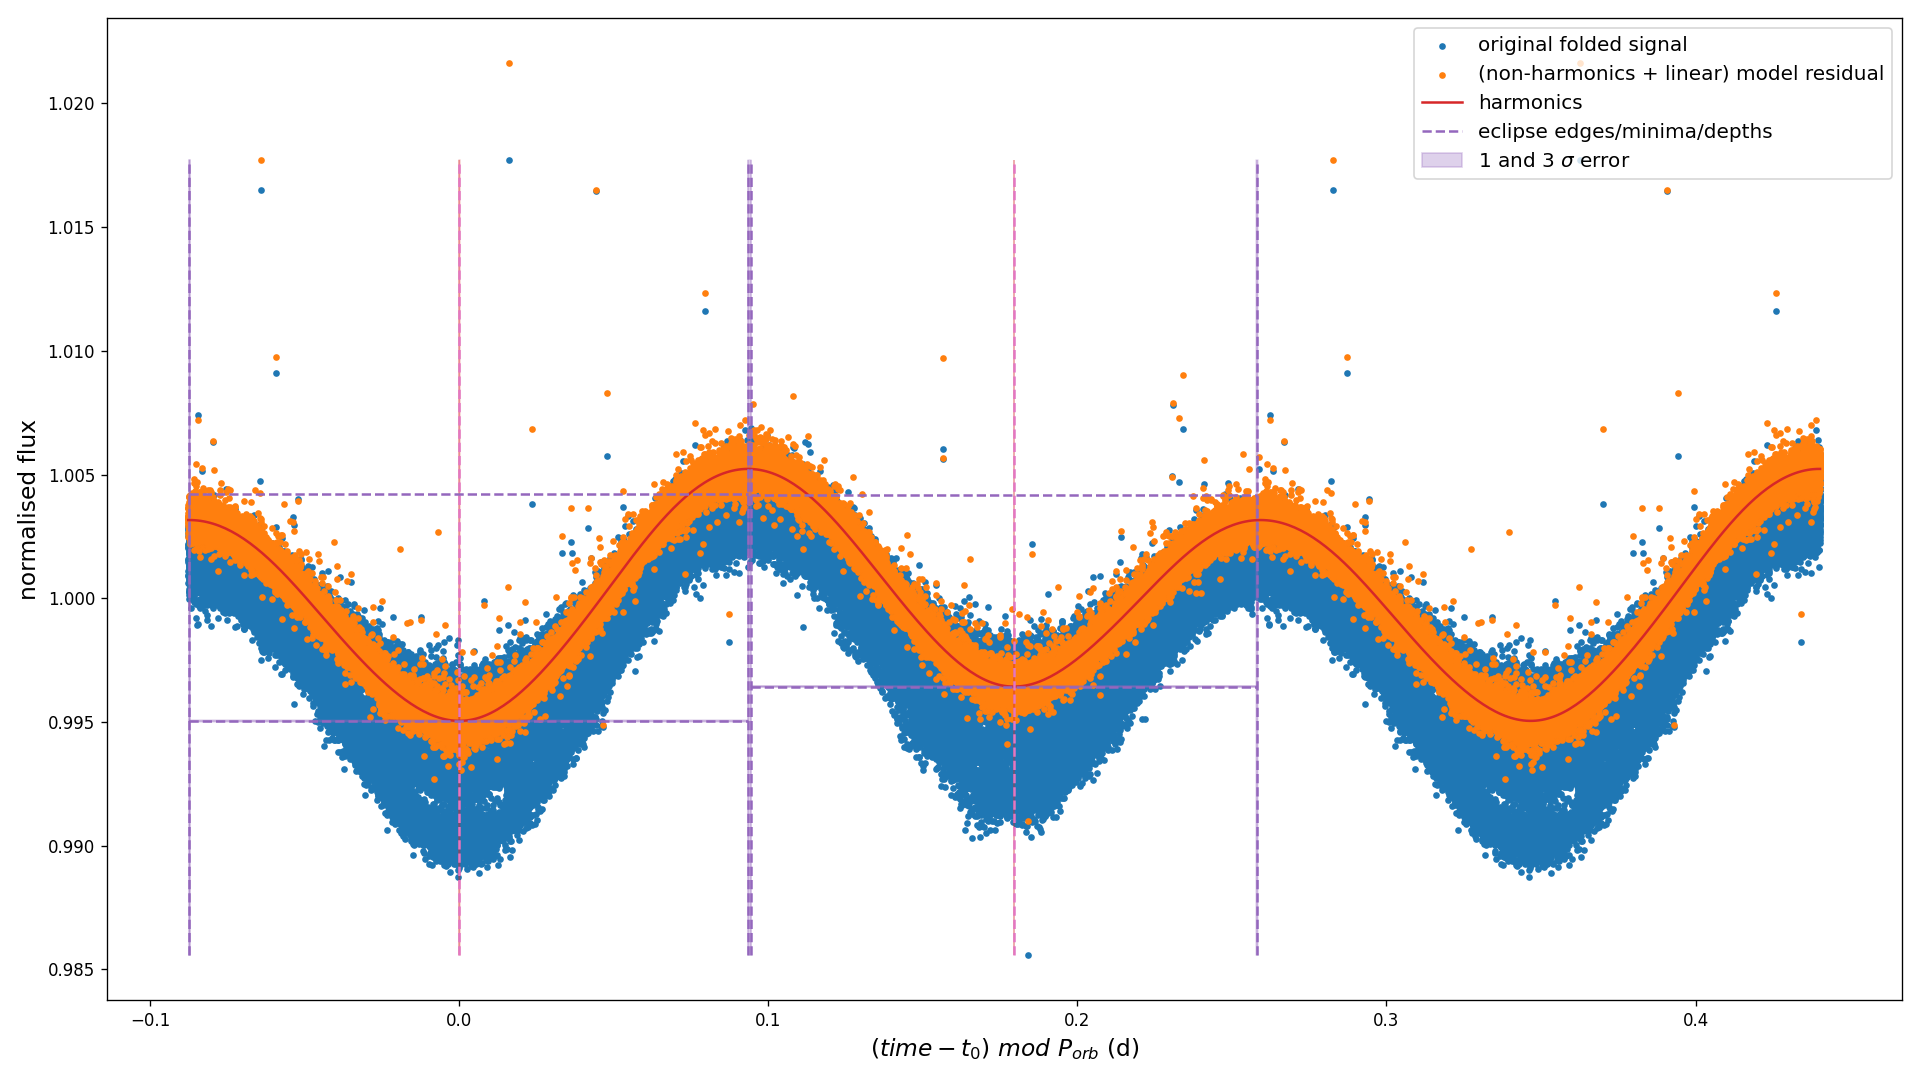 original folded signal
(non-harmonics + linear) model residual
harmonics
eclipse edges/minima/depths
1 and 3 σ error
normalised flux
1.020
1.015
1.010
1.005
1.000
0.995
0.990
0.985
−0.1
0.0
0.1
0.2
0.3
0.4
(time − t₀) mod P_orb (d)